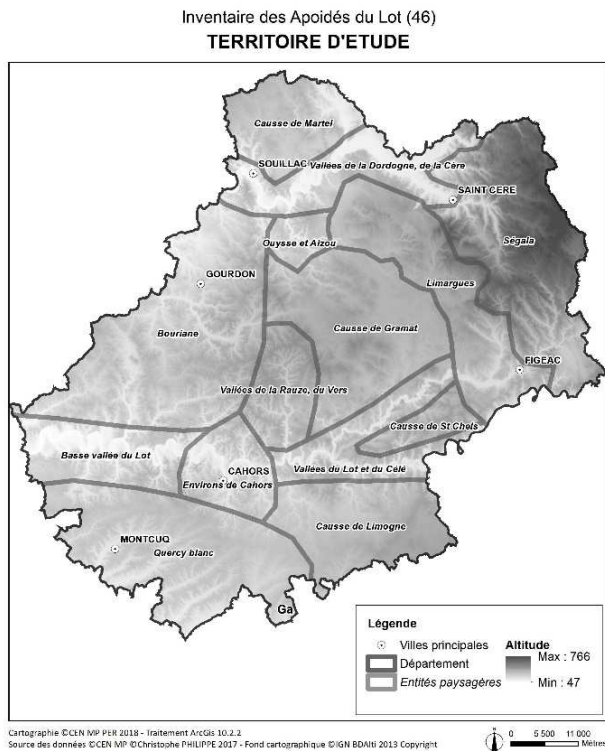 Inventaire des Apoidés du Lot (46)
TERRITOIRE D'ETUDE
Causse de Martel
SOUILLAC
Vallées de la Dordogne, de la Cère
SAINT CERE
Ouysse et Alzou
Ségala
GOURDON
Limargues
Bouriane
Causse de Gramat
FIGEAC
Vallées de la Rauze, du Vers
Causse de St Chels
Basse vallée du Lot
CAHORS
Vallées du Lot et du Célé
Environs de Cahors
Causse de Limogne
MONTCUQ
Quercy blanc
Ga
Légende
Villes principales
Département
Entités paysagères
Altitude
Max : 766
Min : 47
Cartographie ©CEN MP PER 2018 - Traitement ArcGis 10.2.2
Source des données ©CEN MP ©Christophe PHILIPPE 2017 - Fond cartographique ©IGN BDAlti 2013 Copyright
N
0 5 500 11 000
Mètres